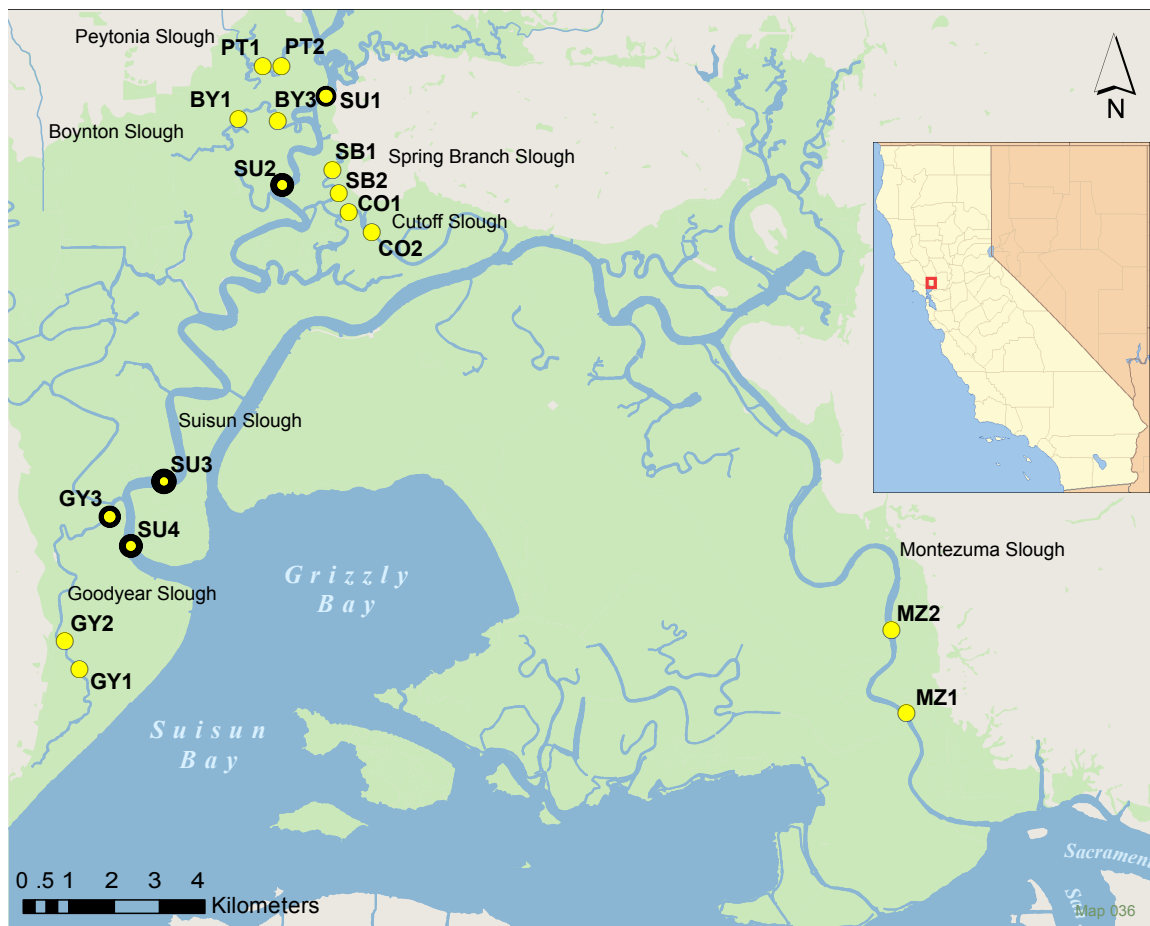 Peytonia Slough
PT1
PT2
BY1
BY3
SU1
Boynton Slough
SB1
Spring Branch Slough
SU2
SB2
CO1
Cutoff Slough
CO2
N
Suisun Slough
SU3
GY3
SU4
Montezuma Slough
Grizzly
Bay
Goodyear Slough
GY2
GY1
MZ2
MZ1
Suisun
Bay
0 .5 1 2 3 4
Kilometers
Map 036